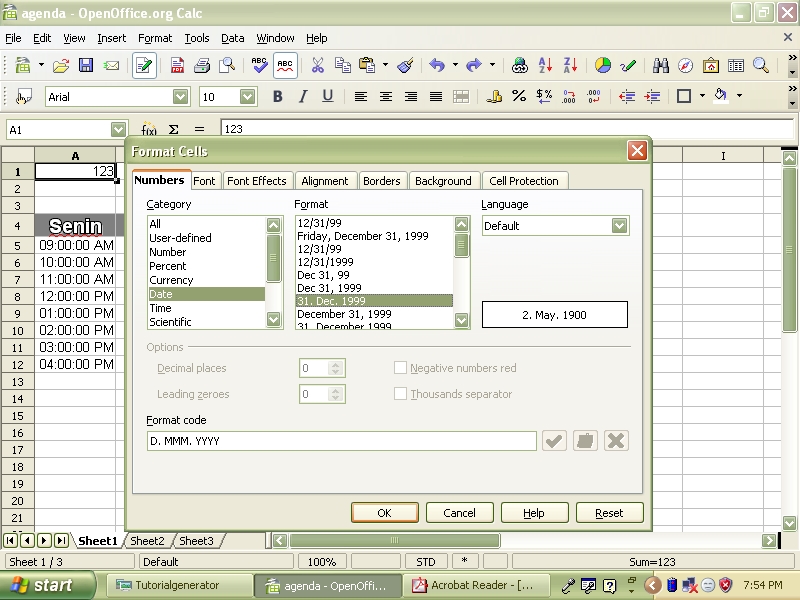 agenda - OpenOffice.org Calc
File Edit View Insert Format Tools Data Window Help
Arial 10 B I U
A1 f(x) Σ = 123
Format Cells
Numbers Font Font Effects Alignment Borders Background Cell Protection
Category
All
User-defined
Number
Percent
Currency
Date
Time
Scientific
Format
12/31/99
Friday, December 31, 1999
12/31/99
12/31/1999
Dec 31, 99
Dec 31, 1999
31. Dec. 1999
December 31, 1999
31. December 1999
Language
Default
2. May. 1900
Options
Decimal places 0 Negative numbers red
Leading zeroes 0 Thousands separator
Format code
D. MMM. YYYY
OK Cancel Help Reset
A I
1 123
2
3
4 Senin
5 09:00:00 AM
6 10:00:00 AM
7 11:00:00 AM
8 12:00:00 PM
9 01:00:00 PM
10 02:00:00 PM
11 03:00:00 PM
12 04:00:00 PM
13
14
15
16
17
18
19
20
21
Sheet1 Sheet2 Sheet3
Sheet 1 / 3 Default 100% STD * Sum=123
start Tutorialgenerator agenda - OpenOffi... Acrobat Reader - [... 7:54 PM